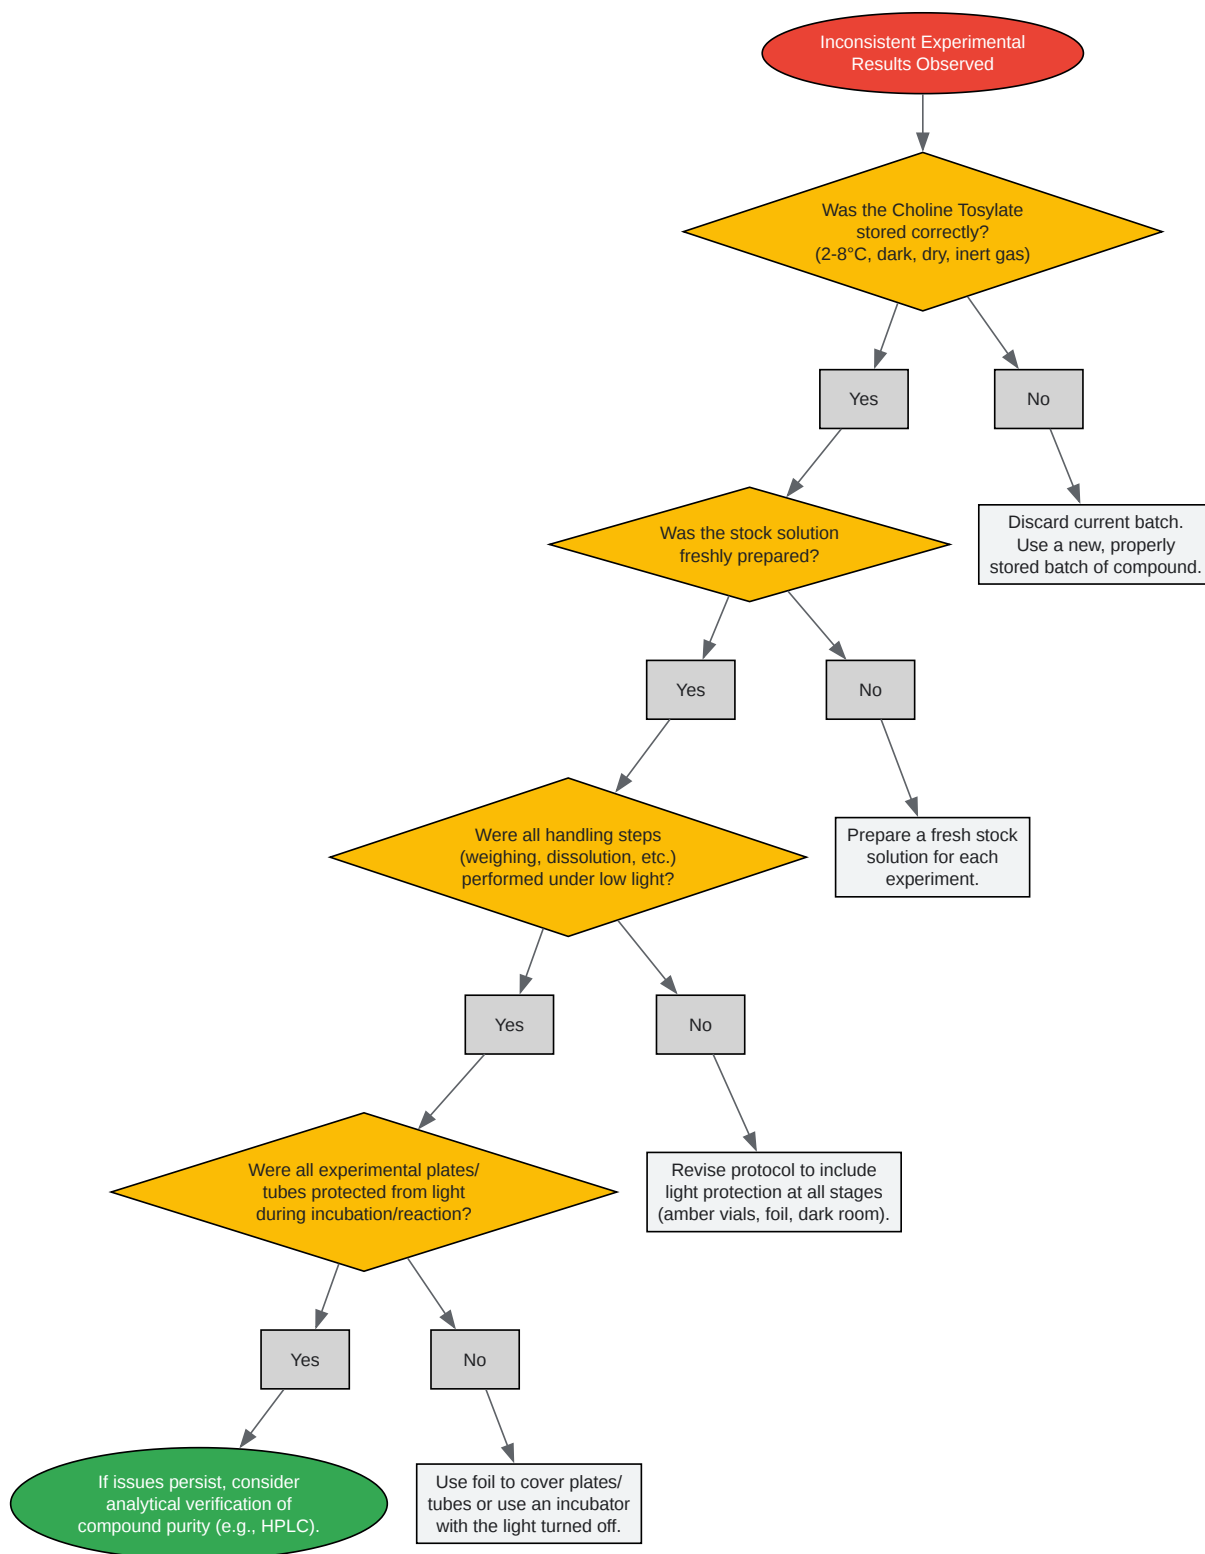 Inconsistent Experimental
Results Observed
Was the Choline Tosylate
stored correctly?
(2-8°C, dark, dry, inert gas)
Yes
No
Was the stock solution
freshly prepared?
Discard current batch.
Use a new, properly
stored batch of compound.
Yes
No
Were all handling steps
(weighing, dissolution, etc.)
performed under low light?
Prepare a fresh stock
solution for each
experiment.
Yes
No
Were all experimental plates/
tubes protected from light
during incubation/reaction?
Revise protocol to include
light protection at all stages
(amber vials, foil, dark room).
Yes
No
If issues persist, consider
analytical verification of
compound purity (e.g., HPLC).
Use foil to cover plates/
tubes or use an incubator
with the light turned off.